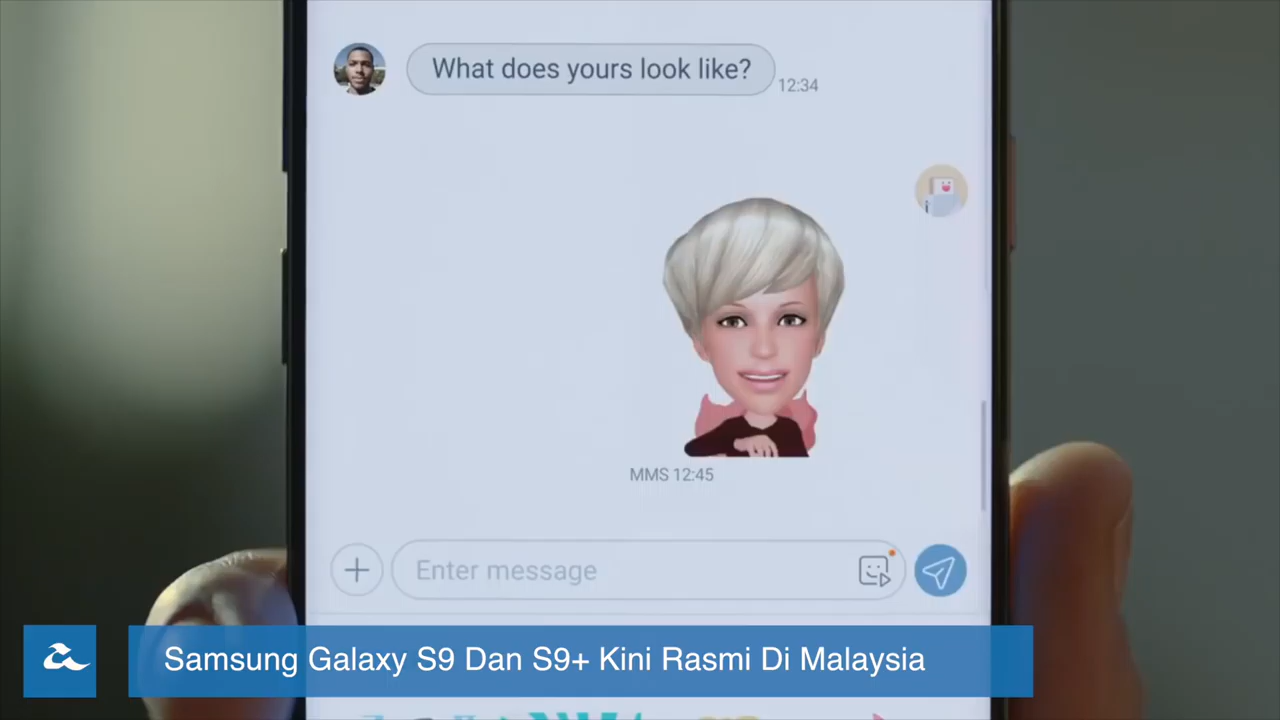 What does yours look like?
12:34
MMS 12:45
Enter message
Samsung Galaxy S9 Dan S9+ Kini Rasmi Di Malaysia